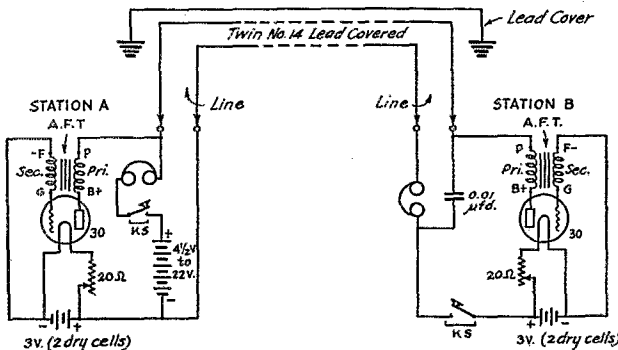 Lead Cover
Twin No. 14 Lead Covered
Line
Line
STATION A
A.F.T
-F
P
Sec.
Pri.
G
B+
30
20Ω
KS
+
4½V
to
22V.
-
- +
3V. (2 dry cells)
STATION B
A.F.T.
P
F-
Pri.
Sec.
B+
G
0.01
μfd.
30
20Ω
KS
+ -
3V. (2 dry cells)